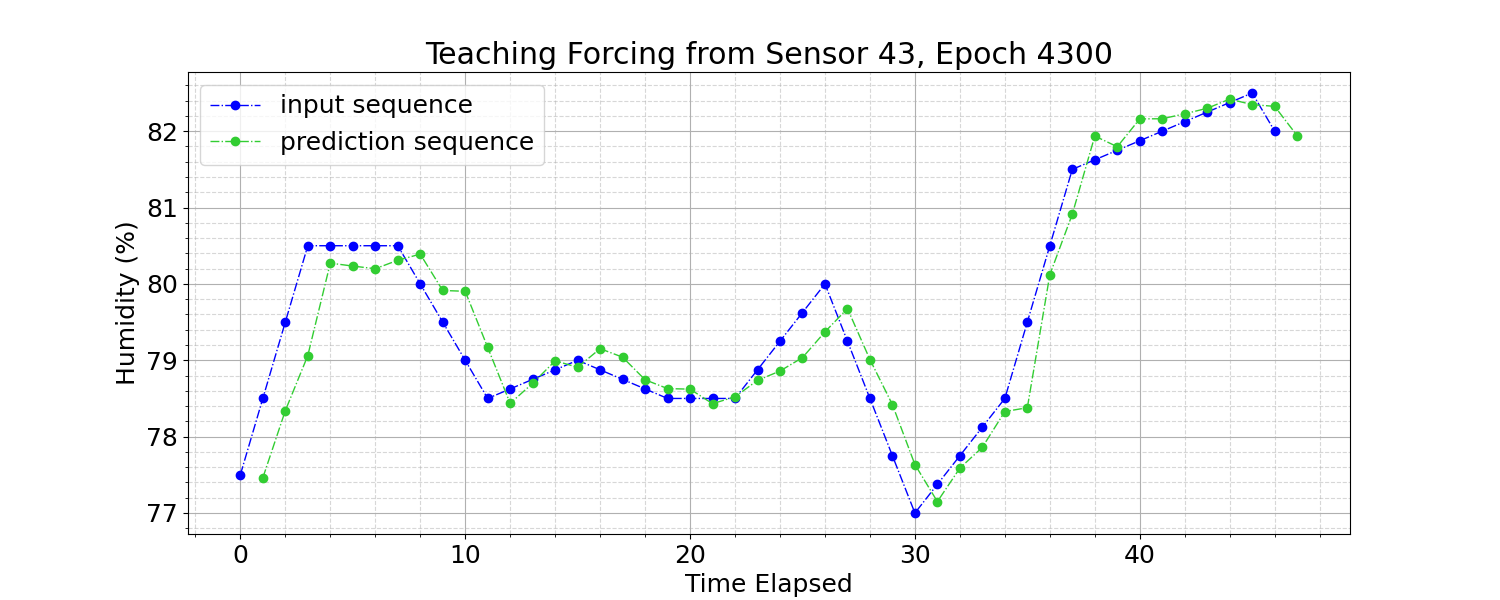 Teaching Forcing from Sensor 43, Epoch 4300
input sequence
prediction sequence
Humidity (%)
82
81
80
79
78
77
0 10 20 30 40
Time Elapsed